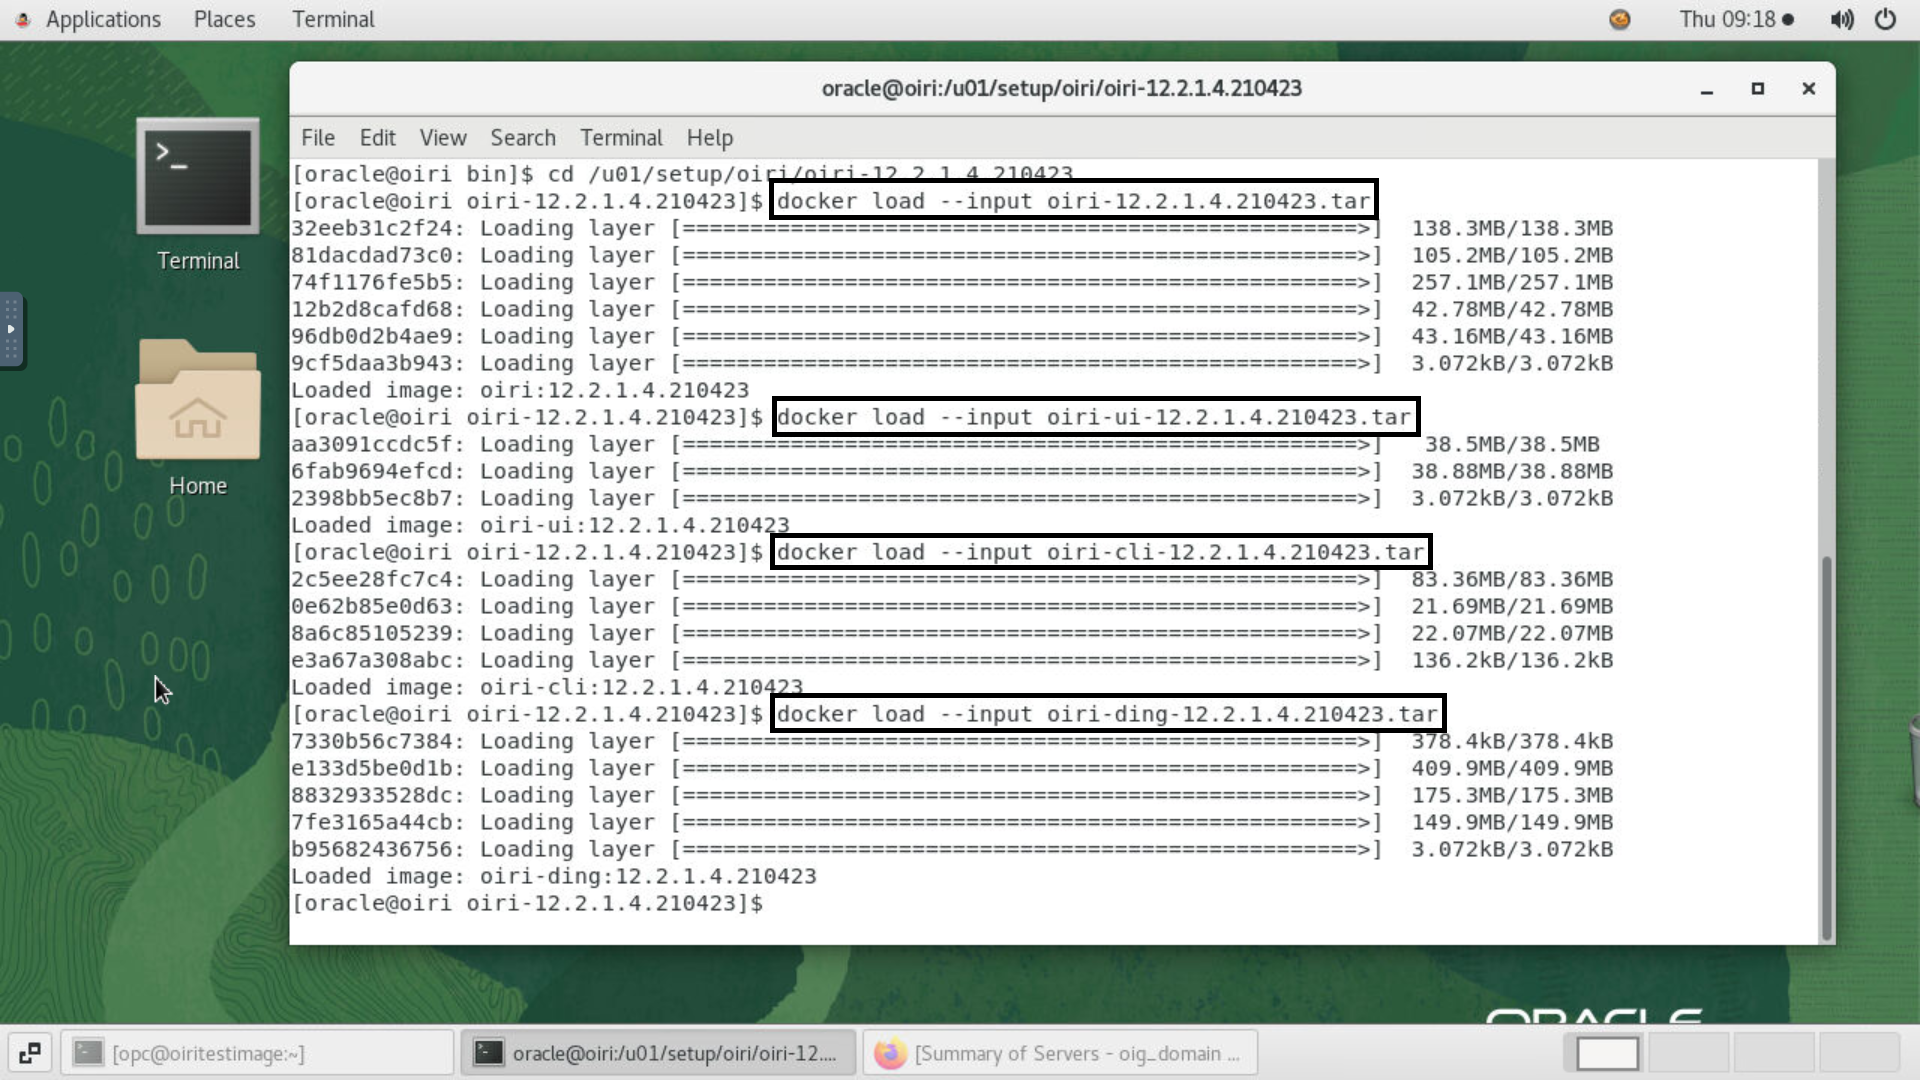 Applications Places Terminal Thu 09:18
oracle@oiri:/u01/setup/oiri/oiri-12.2.1.4.210423
File Edit View Search Terminal Help
>_
Terminal
Home
[oracle@oiri bin]$ cd /u01/setup/oiri/oiri-12.2.1.4.210423
[oracle@oiri oiri-12.2.1.4.210423]$ docker load --input oiri-12.2.1.4.210423.tar
32eeb31c2f24: Loading layer [==================================================>] 138.3MB/138.3MB
81dacdad73c0: Loading layer [==================================================>] 105.2MB/105.2MB
74f1176fe5b5: Loading layer [==================================================>] 257.1MB/257.1MB
12b2d8cafd68: Loading layer [==================================================>] 42.78MB/42.78MB
96db0d2b4ae9: Loading layer [==================================================>] 43.16MB/43.16MB
9cf5daa3b943: Loading layer [==================================================>] 3.072kB/3.072kB
Loaded image: oiri:12.2.1.4.210423
[oracle@oiri oiri-12.2.1.4.210423]$ docker load --input oiri-ui-12.2.1.4.210423.tar
aa3091ccdc5f: Loading layer [==================================================>] 38.5MB/38.5MB
6fab9694efcd: Loading layer [==================================================>] 38.88MB/38.88MB
2398bb5ec8b7: Loading layer [==================================================>] 3.072kB/3.072kB
Loaded image: oiri-ui:12.2.1.4.210423
[oracle@oiri oiri-12.2.1.4.210423]$ docker load --input oiri-cli-12.2.1.4.210423.tar
2c5ee28fc7c4: Loading layer [==================================================>] 83.36MB/83.36MB
0e62b85e0d63: Loading layer [==================================================>] 21.69MB/21.69MB
8a6c85105239: Loading layer [==================================================>] 22.07MB/22.07MB
e3a67a308abc: Loading layer [==================================================>] 136.2kB/136.2kB
Loaded image: oiri-cli:12.2.1.4.210423
[oracle@oiri oiri-12.2.1.4.210423]$ docker load --input oiri-ding-12.2.1.4.210423.tar
7330b56c7384: Loading layer [==================================================>] 378.4kB/378.4kB
e133d5be0d1b: Loading layer [==================================================>] 409.9MB/409.9MB
8832933528dc: Loading layer [==================================================>] 175.3MB/175.3MB
7fe3165a44cb: Loading layer [==================================================>] 149.9MB/149.9MB
b95682436756: Loading layer [==================================================>] 3.072kB/3.072kB
Loaded image: oiri-ding:12.2.1.4.210423
[oracle@oiri oiri-12.2.1.4.210423]$
ORACLE
[opc@oiritestimage:~] oracle@oiri:/u01/setup/oiri/oiri-12.... [Summary of Servers - oig_domain ...